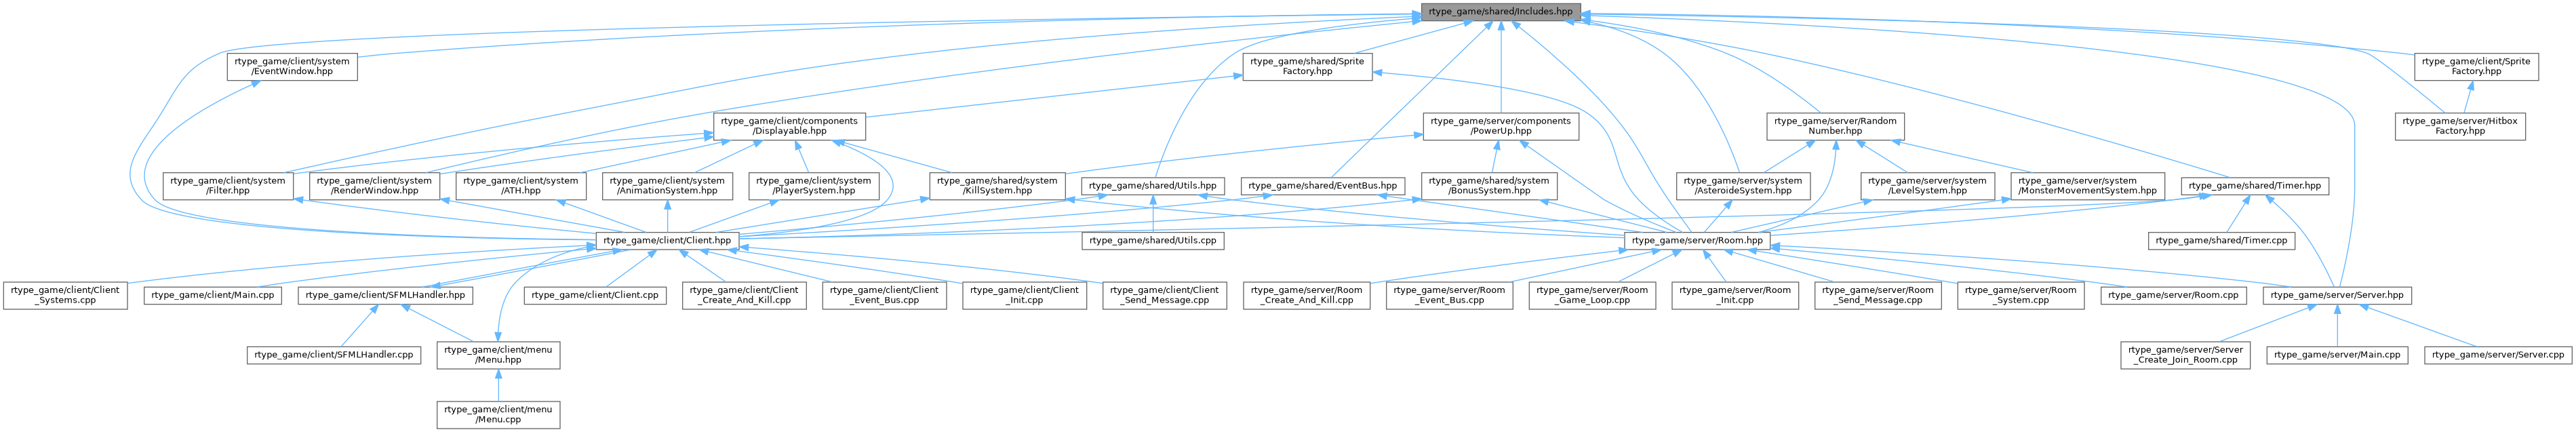 rtype_game/shared/Includes.hpp
rtype_game/client/system
/EventWindow.hpp
rtype_game/shared/Sprite
Factory.hpp
rtype_game/client/Sprite
Factory.hpp
rtype_game/client/components
/Displayable.hpp
rtype_game/server/components
/PowerUp.hpp
rtype_game/server/Random
Number.hpp
rtype_game/server/Hitbox
Factory.hpp
rtype_game/client/system
/Filter.hpp
rtype_game/client/system
/RenderWindow.hpp
rtype_game/client/system
/ATH.hpp
rtype_game/client/system
/AnimationSystem.hpp
rtype_game/client/system
/PlayerSystem.hpp
rtype_game/shared/system
/KillSystem.hpp
rtype_game/shared/Utils.hpp
rtype_game/shared/EventBus.hpp
rtype_game/shared/system
/BonusSystem.hpp
rtype_game/server/system
/AsteroideSystem.hpp
rtype_game/server/system
/LevelSystem.hpp
rtype_game/server/system
/MonsterMovementSystem.hpp
rtype_game/shared/Timer.hpp
rtype_game/client/Client.hpp
rtype_game/shared/Utils.cpp
rtype_game/server/Room.hpp
rtype_game/shared/Timer.cpp
rtype_game/client/Client
_Systems.cpp
rtype_game/client/Main.cpp
rtype_game/client/SFMLHandler.hpp
rtype_game/client/Client.cpp
rtype_game/client/Client
_Create_And_Kill.cpp
rtype_game/client/Client
_Event_Bus.cpp
rtype_game/client/Client
_Init.cpp
rtype_game/client/Client
_Send_Message.cpp
rtype_game/server/Room
_Create_And_Kill.cpp
rtype_game/server/Room
_Event_Bus.cpp
rtype_game/server/Room
_Game_Loop.cpp
rtype_game/server/Room
_Init.cpp
rtype_game/server/Room
_Send_Message.cpp
rtype_game/server/Room
_System.cpp
rtype_game/server/Room.cpp
rtype_game/server/Server.hpp
rtype_game/client/SFMLHandler.cpp
rtype_game/client/menu
/Menu.hpp
rtype_game/server/Server
_Create_Join_Room.cpp
rtype_game/server/Main.cpp
rtype_game/server/Server.cpp
rtype_game/client/menu
/Menu.cpp